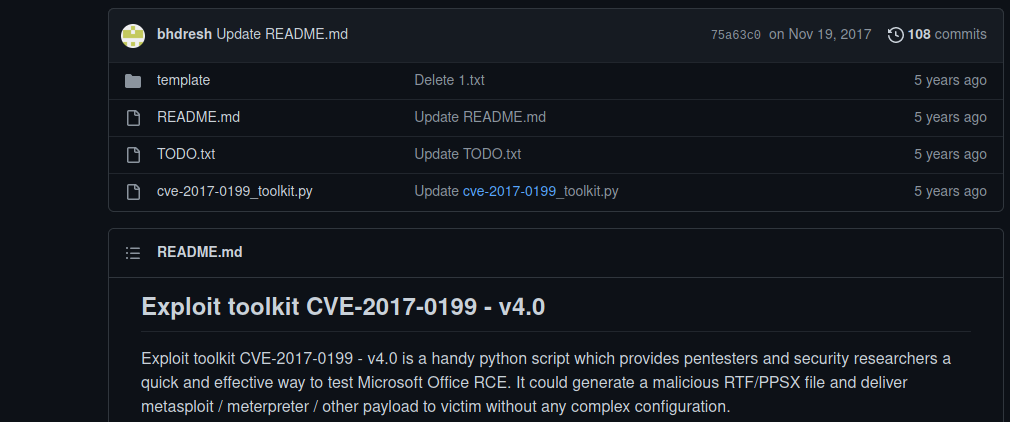 bhdresh Update README.md 75a63c0 on Nov 19, 2017 108 commits
template Delete 1.txt 5 years ago
README.md Update README.md 5 years ago
TODO.txt Update TODO.txt 5 years ago
cve-2017-0199_toolkit.py Update cve-2017-0199_toolkit.py 5 years ago
README.md
Exploit toolkit CVE-2017-0199 - v4.0
Exploit toolkit CVE-2017-0199 - v4.0 is a handy python script which provides pentesters and security researchers a
quick and effective way to test Microsoft Office RCE. It could generate a malicious RTF/PPSX file and deliver
metasploit / meterpreter / other payload to victim without any complex configuration.